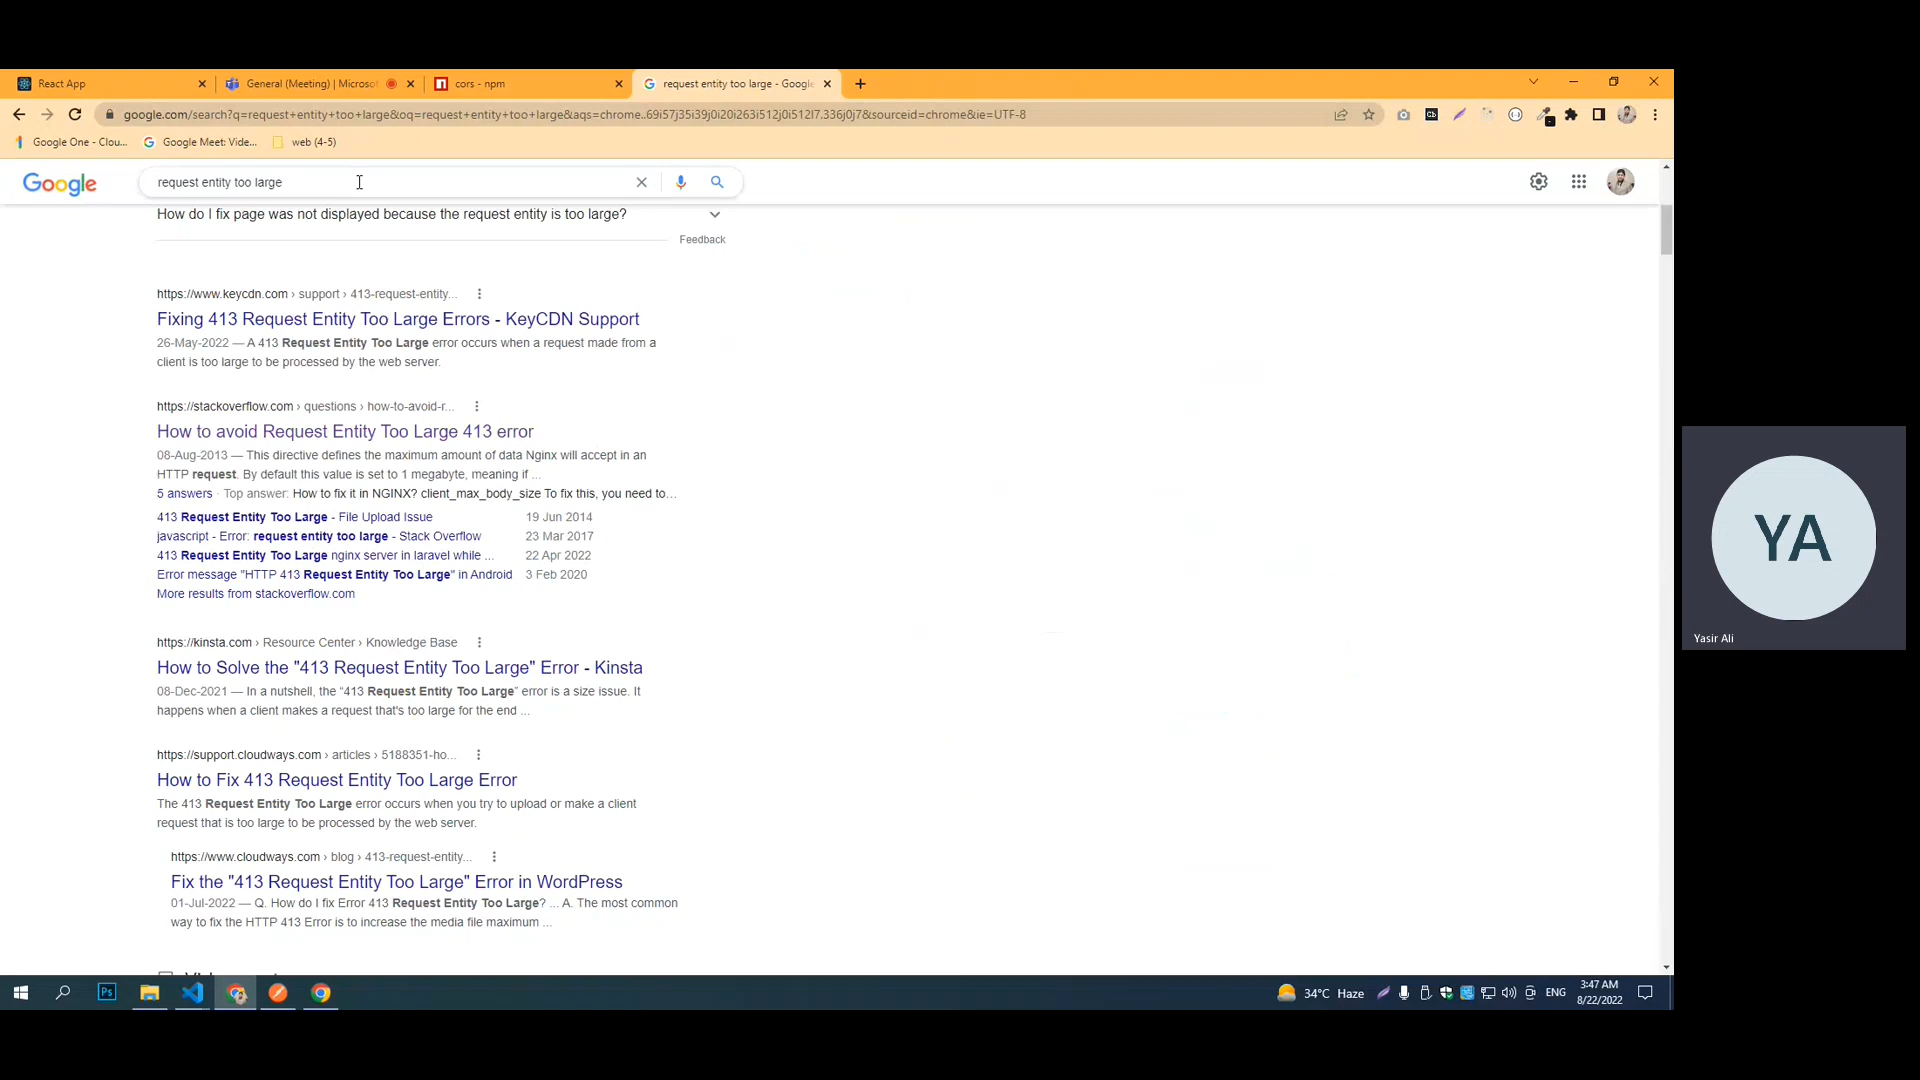 React App
General (Meeting) | Microso
cors - npm
request entity too large - Google
google.com/search?q=request+entity+too+large&oq=request+entity+too+large&aqs=chrome..69i57j35i39j0i20i263i512j0i512l7.336j0j7&sourceid=chrome&ie=UTF-8
Google One - Clou...
Google Meet: Vide...
web (4-5)
Google
request entity too large
How do I fix page was not displayed because the request entity is too large?
Feedback
https://www.keycdn.com › support › 413-request-entity...
Fixing 413 Request Entity Too Large Errors - KeyCDN Support
26-May-2022 — A 413 Request Entity Too Large error occurs when a request made from a
client is too large to be processed by the web server.
https://stackoverflow.com › questions › how-to-avoid-r...
How to avoid Request Entity Too Large 413 error
08-Aug-2013 — This directive defines the maximum amount of data Nginx will accept in an
HTTP request. By default this value is set to 1 megabyte, meaning if ...
5 answers · Top answer: How to fix it in NGINX? client_max_body_size To fix this, you need to...
413 Request Entity Too Large - File Upload Issue 19 Jun 2014
javascript - Error: request entity too large - Stack Overflow 23 Mar 2017
413 Request Entity Too Large nginx server in laravel while ... 22 Apr 2022
Error message "HTTP 413 Request Entity Too Large" in Android 3 Feb 2020
More results from stackoverflow.com
https://kinsta.com › Resource Center › Knowledge Base
How to Solve the "413 Request Entity Too Large" Error - Kinsta
08-Dec-2021 — In a nutshell, the “413 Request Entity Too Large” error is a size issue. It
happens when a client makes a request that's too large for the end ...
https://support.cloudways.com › articles › 5188351-ho...
How to Fix 413 Request Entity Too Large Error
The 413 Request Entity Too Large error occurs when you try to upload or make a client
request that is too large to be processed by the web server.
https://www.cloudways.com › blog › 413-request-entity...
Fix the "413 Request Entity Too Large" Error in WordPress
01-Jul-2022 — Q. How do I fix Error 413 Request Entity Too Large? ... A. The most common
way to fix the HTTP 413 Error is to increase the media file maximum ...
YA
Yasir Ali
Ps
34°C Haze
ENG
3:47 AM
8/22/2022